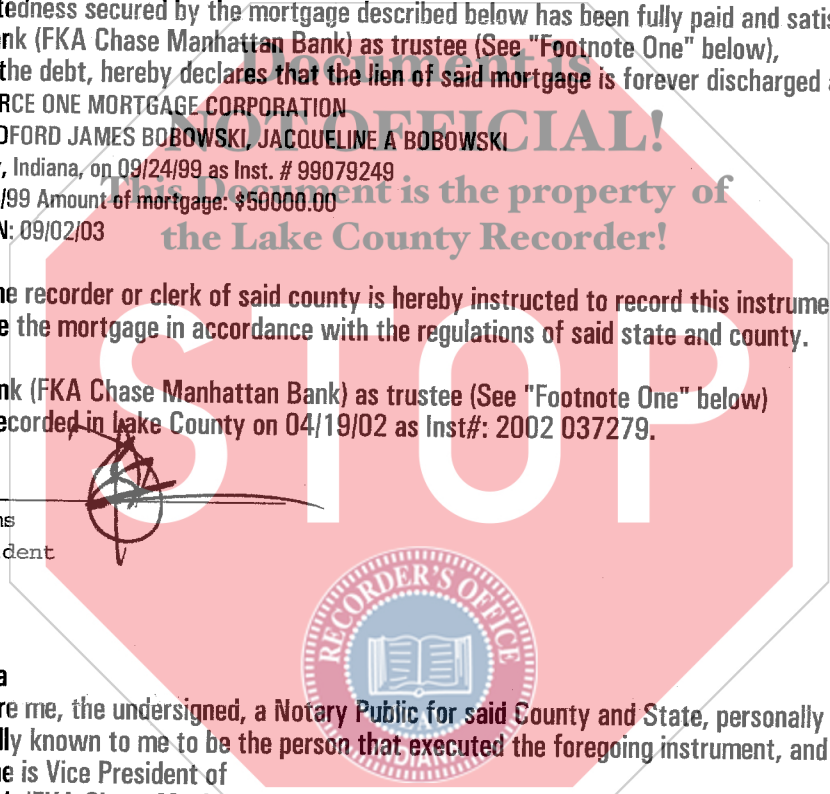 tedness secured by the mortgage described below has been fully paid and satis
nk (FKA Chase Manhattan Bank) as trustee (See "Footnote One" below),
Document is
the debt, hereby declares that the lien of said mortgage is forever discharged a
RCE ONE MORTGAGE CORPORATION
NOT OFFICIAL!
DFORD JAMES BOBOWSKI, JACQUELINE A BOBOWSKI
, Indiana, on 09/24/99 as Inst. # 99079249
This Document is the property of
/99 Amount of mortgage: $50000.00
N: 09/02/03
the Lake County Recorder!
ne recorder or clerk of said county is hereby instructed to record this instrume
e the mortgage in accordance with the regulations of said state and county.
STOP
nk (FKA Chase Manhattan Bank) as trustee (See "Footnote One" below)
ecorded in Lake County on 04/19/02 as Inst#: 2002 037279.
ns
dent
RECORDER'S OFFICE
a
re me, the undersigned, a Notary Public for said County and State, personally
lly known to me to be the person that executed the foregoing instrument, and
ne is Vice President of